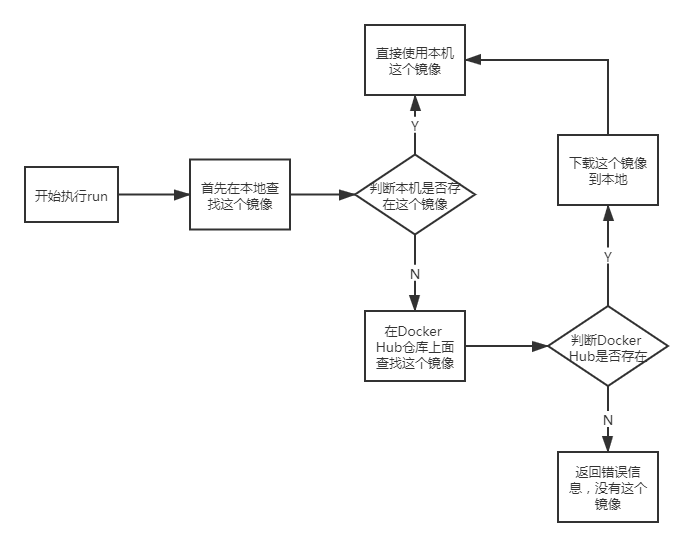 开始执行run
首先在本地查
找这个镜像
判断本机是否存
在这个镜像
Y
直接使用本机
这个镜像
N
在Docker
Hub仓库上面
查找这个镜像
判断Docker
Hub是否存在
Y
下载这个镜像
到本地
N
返回错误信
息，没有这个
镜像